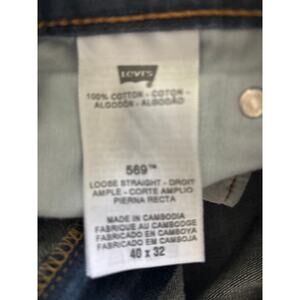 Levi's
100% COTTON - COTON -
ALGODÓN - ALGODÃO
569™
LOOSE STRAIGHT - DROIT
AMPLE - CORTE AMPLIO
PIERNA RECTA
MADE IN CAMBODIA
FABRIQUE AU CAMBODGE
FABRICADO EN CAMBOYA
FABRICADO EM CAMBOJA
40 X 32